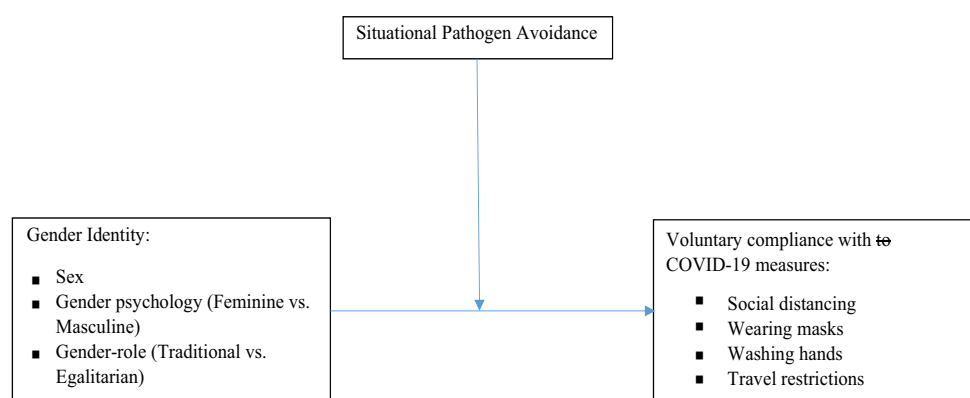 Situational Pathogen Avoidance
Gender Identity:
■ Sex
■ Gender psychology (Feminine vs.
Masculine)
■ Gender-role (Traditional vs.
Egalitarian)
Voluntary compliance with to
COVID-19 measures:
■ Social distancing
■ Wearing masks
■ Washing hands
■ Travel restrictions